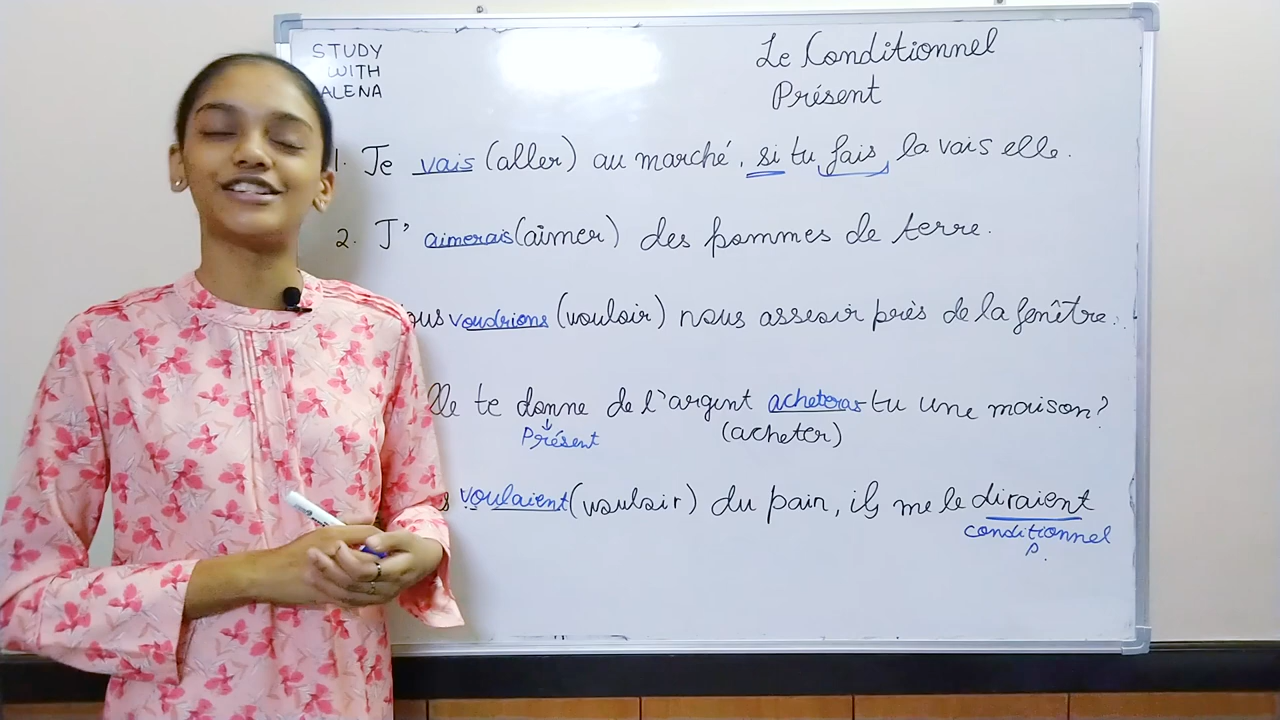 STUDY
WITH
ALENA
Le Conditionnel
Présent
1. Je vais (aller) au marché, si tu fais la vais elle.
2. J' aimerais (aimer) des pommes de terre.
voudrions (vouloir) nous asseoir près de la fenêtre.
te donne de l'argent acheteras tu une maison?
Présent (acheter)
voulaient (vouloir) du pain, ils me le diraient
conditionnel
P.